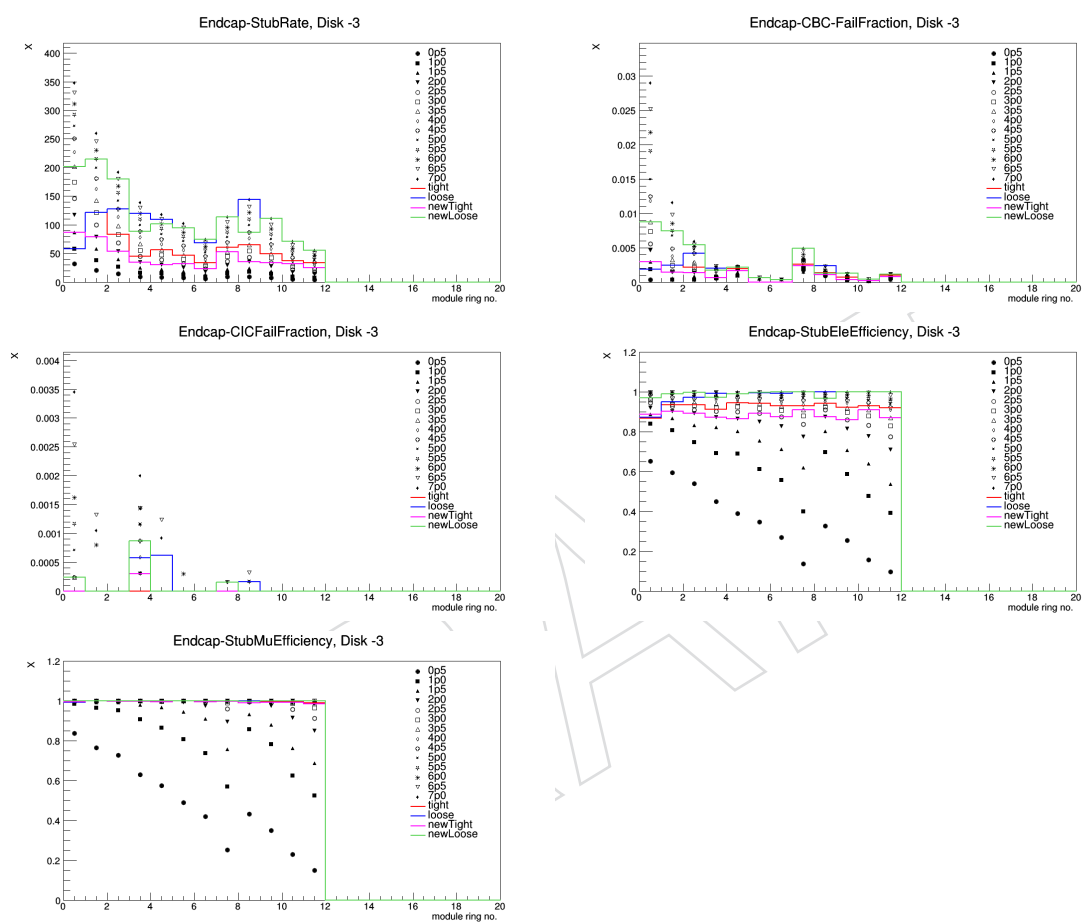 Endcap-StubRate, Disk -3
X
400
350
300
250
200
150
100
50
0
0 2 4 6 8 10 12 14 16 18 20
module ring no.
0p5
1p0
1p5
2p0
2p5
3p0
3p5
4p0
4p5
5p0
5p5
6p0
6p5
7p0
tight
loose
newTight
newLoose
Endcap-CBC-FailFraction, Disk -3
X
0.03
0.025
0.02
0.015
0.01
0.005
0
0 2 4 6 8 10 12 14 16 18 20
module ring no.
0p5
1p0
1p5
2p0
2p5
3p0
3p5
4p0
4p5
5p0
5p5
6p0
6p5
7p0
tight
loose
newTight
newLoose
Endcap-CICFailFraction, Disk -3
X
0.004
0.0035
0.003
0.0025
0.002
0.0015
0.001
0.0005
0
0 2 4 6 8 10 12 14 16 18 20
module ring no.
0p5
1p0
1p5
2p0
2p5
3p0
3p5
4p0
4p5
5p0
5p5
6p0
6p5
7p0
tight
loose
newTight
newLoose
Endcap-StubEleEfficiency, Disk -3
X
1.2
1
0.8
0.6
0.4
0.2
0
0 2 4 6 8 10 12 14 16 18 20
module ring no.
0p5
1p0
1p5
2p0
2p5
3p0
3p5
4p0
4p5
5p0
5p5
6p0
6p5
7p0
tight
loose
newTight
newLoose
Endcap-StubMuEfficiency, Disk -3
X
1.2
1
0.8
0.6
0.4
0.2
0
0 2 4 6 8 10 12 14 16 18 20
module ring no.
0p5
1p0
1p5
2p0
2p5
3p0
3p5
4p0
4p5
5p0
5p5
6p0
6p5
7p0
tight
loose
newTight
newLoose